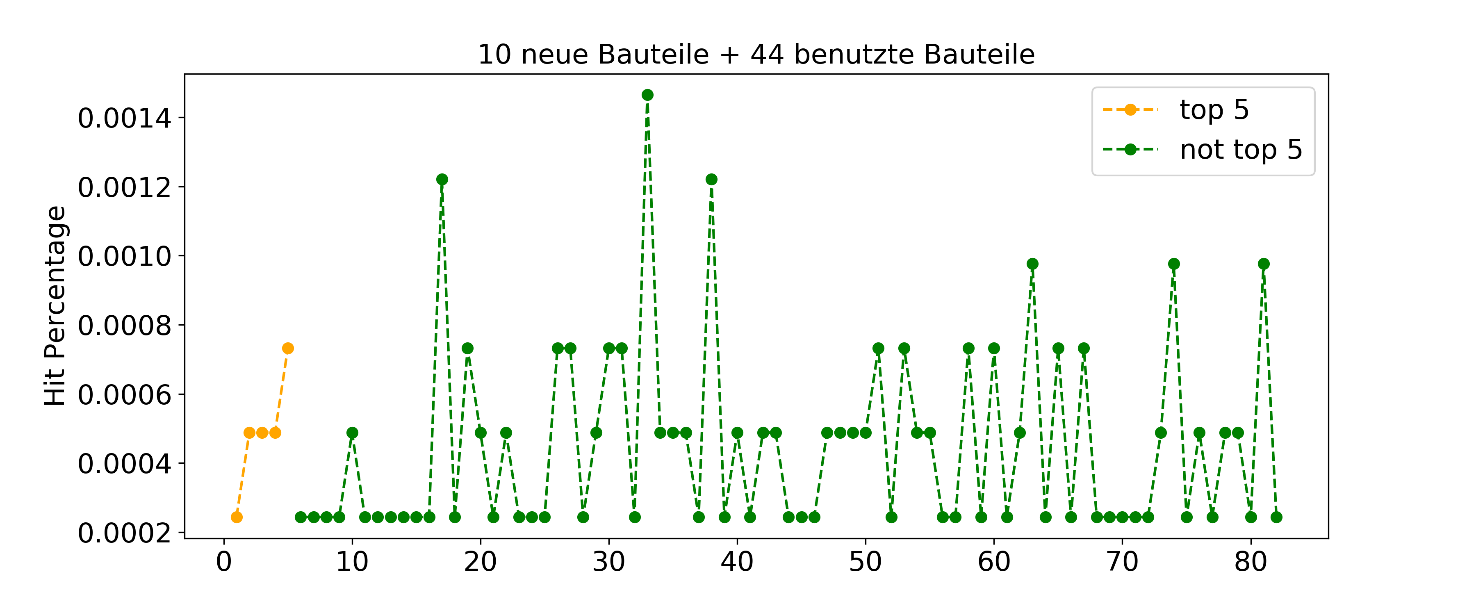 10 neue Bauteile + 44 benutzte Bauteile
top 5
not top 5
Hit Percentage
0.0014
0.0012
0.0010
0.0008
0.0006
0.0004
0.0002
0 10 20 30 40 50 60 70 80